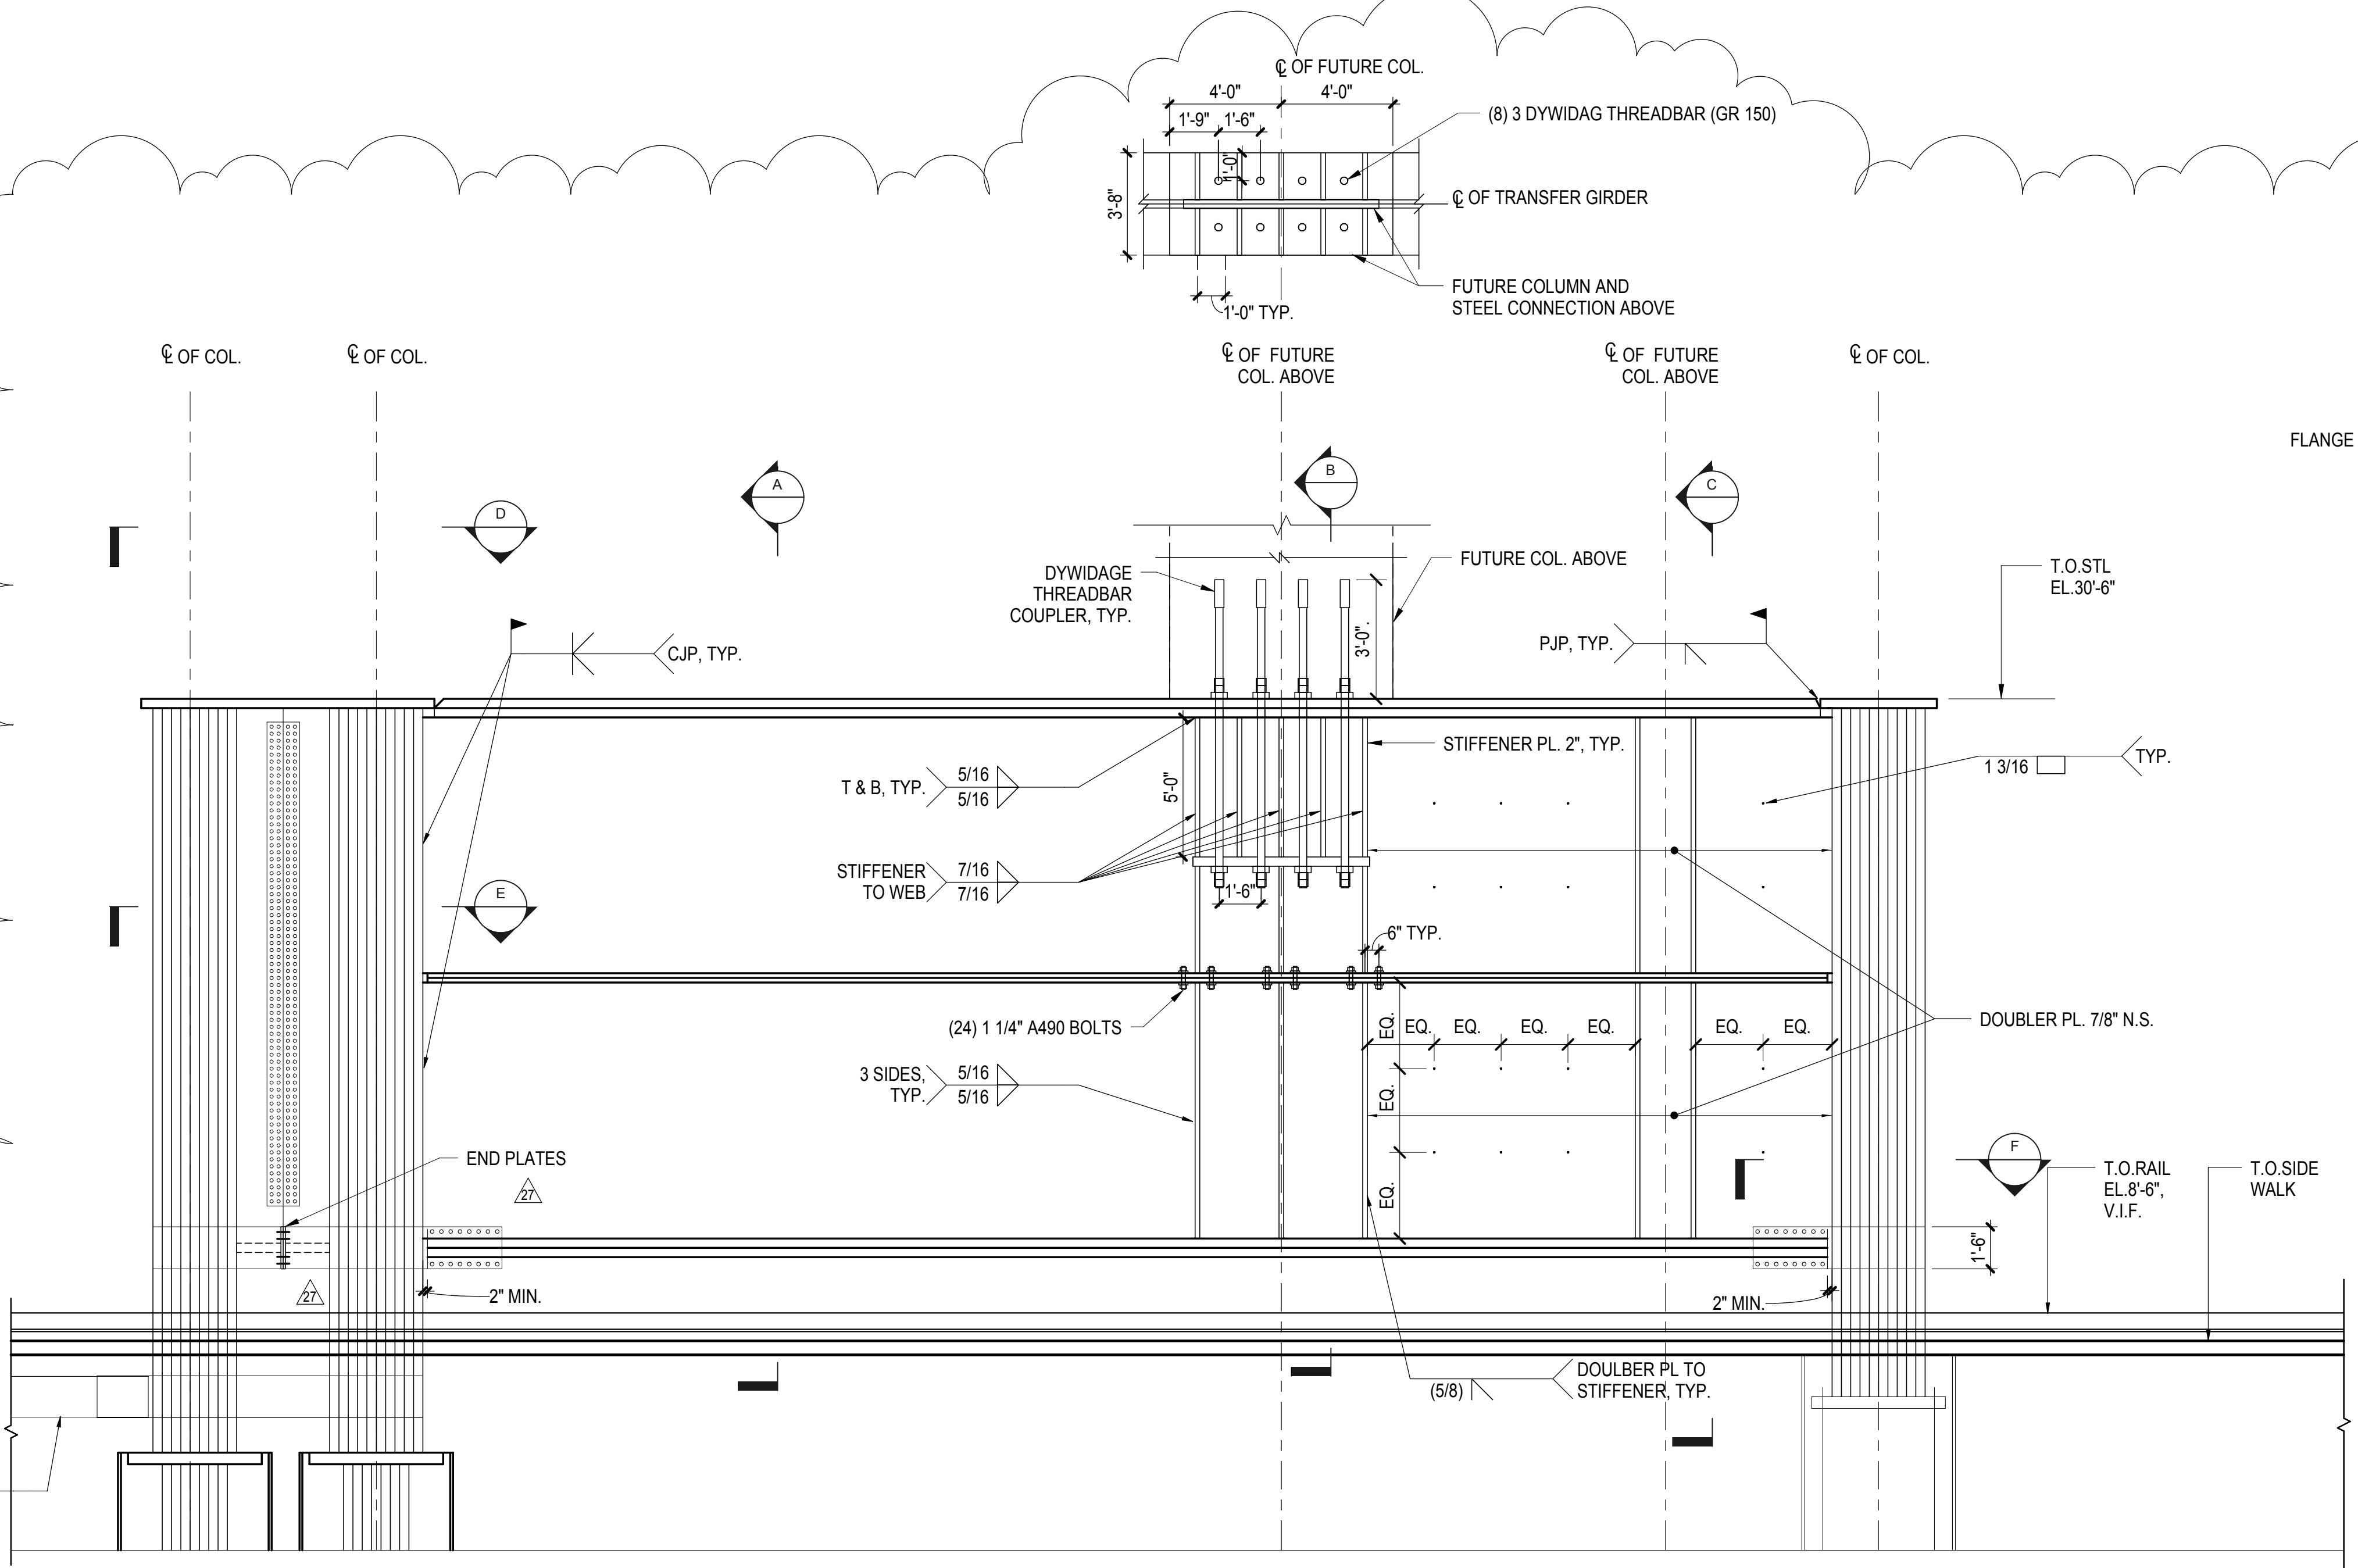 ℄ OF FUTURE COL.
4'-0"
4'-0"
1'-9"
1'-6"
(8) 3 DYWIDAG THREADBAR (GR 150)
1'-0"
3'-8"
℄ OF TRANSFER GIRDER
FUTURE COLUMN AND
STEEL CONNECTION ABOVE
1'-0" TYP.
℄ OF COL.
℄ OF COL.
℄ OF FUTURE
COL. ABOVE
℄ OF FUTURE
COL. ABOVE
℄ OF COL.
FLANGE
A
B
C
D
DYWIDAGE
THREADBAR
COUPLER, TYP.
FUTURE COL. ABOVE
T.O.STL
EL.30'-6"
3'-0".
CJP, TYP.
PJP, TYP.
STIFFENER PL. 2", TYP.
TYP.
1 3/16
T & B, TYP.
5/16
5/16
5'-0"
STIFFENER
TO WEB
7/16
7/16
1'-6"
E
6" TYP.
(24) 1 1/4" A490 BOLTS
EQ.
EQ.
EQ.
EQ.
EQ.
EQ.
EQ.
DOUBLER PL. 7/8" N.S.
3 SIDES,
TYP.
5/16
5/16
EQ.
EQ.
END PLATES
27
F
T.O.RAIL
EL.8'-6",
V.I.F.
T.O.SIDE
WALK
1'-6"
27
2" MIN.
2" MIN.
(5/8)
DOULBER PL TO
STIFFENER, TYP.